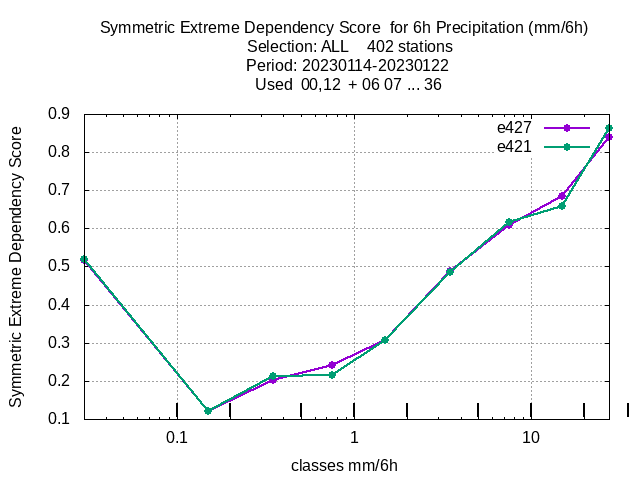 Symmetric Extreme Dependency Score  for 6h Precipitation (mm/6h)
Selection: ALL    402 stations
Period: 20230114-20230122
Used  00,12  + 06 07 ... 36
e427
e421
Symmetric Extreme Dependency Score
0.9
0.8
0.7
0.6
0.5
0.4
0.3
0.2
0.1
0.1
1
10
classes mm/6h